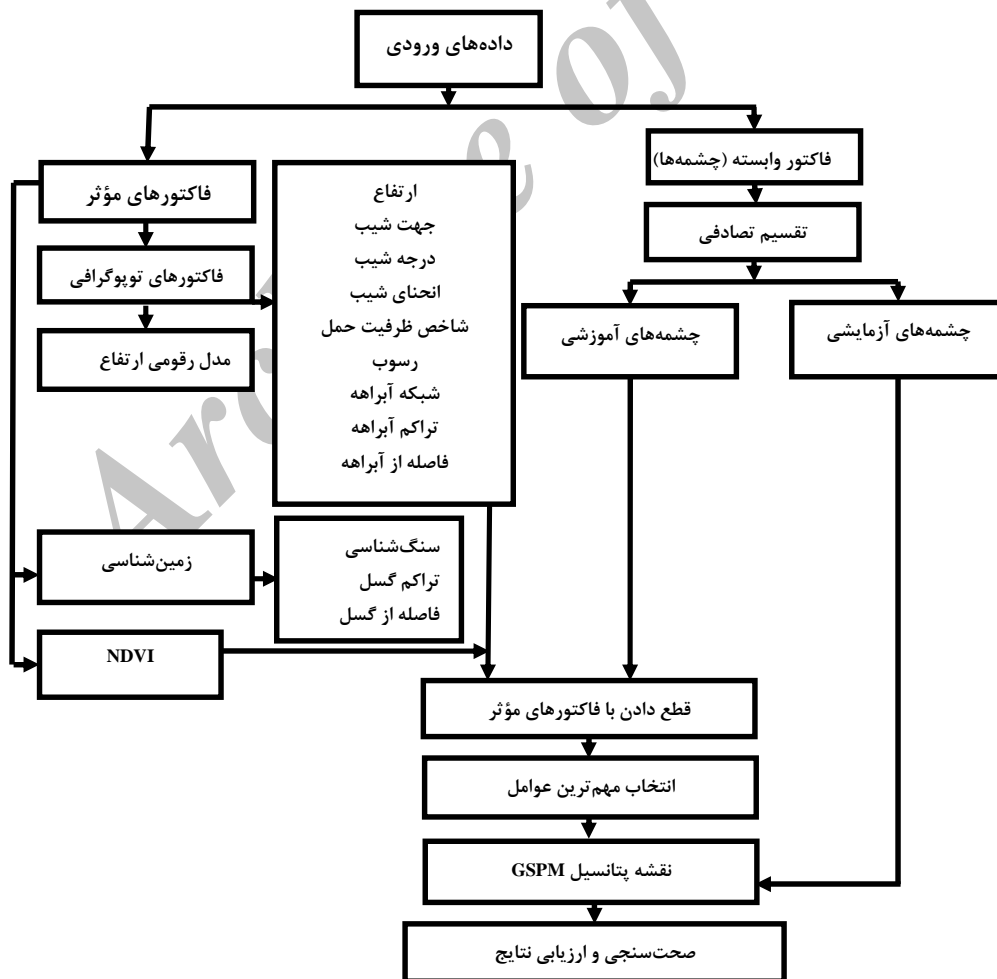 داده‌های ورودی
فاکتور وابسته (چشمه‌ها)
تقسیم تصادفی
چشمه‌های آموزشی
چشمه‌های آزمایشی
فاکتورهای مؤثر
فاکتورهای توپوگرافی
مدل رقومی ارتفاع
ارتفاع
جهت شیب
درجه شیب
انحنای شیب
شاخص ظرفیت حمل
رسوب
شبکه آبراهه
تراکم آبراهه
فاصله از آبراهه
زمین‌شناسی
سنگ‌شناسی
تراکم گسل
فاصله از گسل
NDVI
قطع دادن با فاکتورهای مؤثر
انتخاب مهم‌ترین عوامل
نقشه پتانسیل GSPM
صحت‌سنجی و ارزیابی نتایج